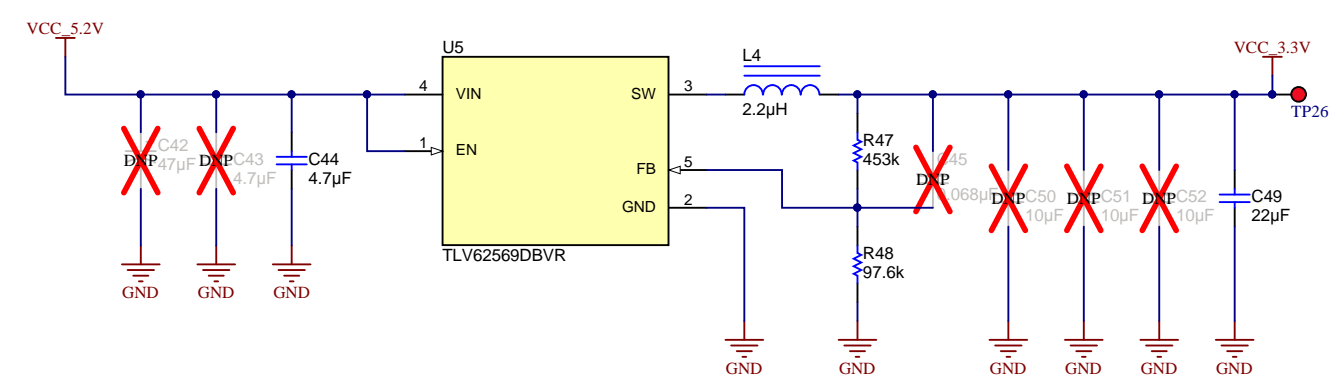 VCC_5.2V
VCC_3.3V
U5
L4
4
VIN
SW
3
2.2µH
TP26
1
EN
FB
5
GND
2
TLV62569DBVR
C42
47µF
DNP
C43
4.7µF
DNP
C44
4.7µF
R47
453k
C45
0.068µF
DNP
R48
97.6k
C50
10µF
DNP
C51
10µF
DNP
C52
10µF
DNP
C49
22µF
GND
GND
GND
GND
GND
GND
GND
GND
GND